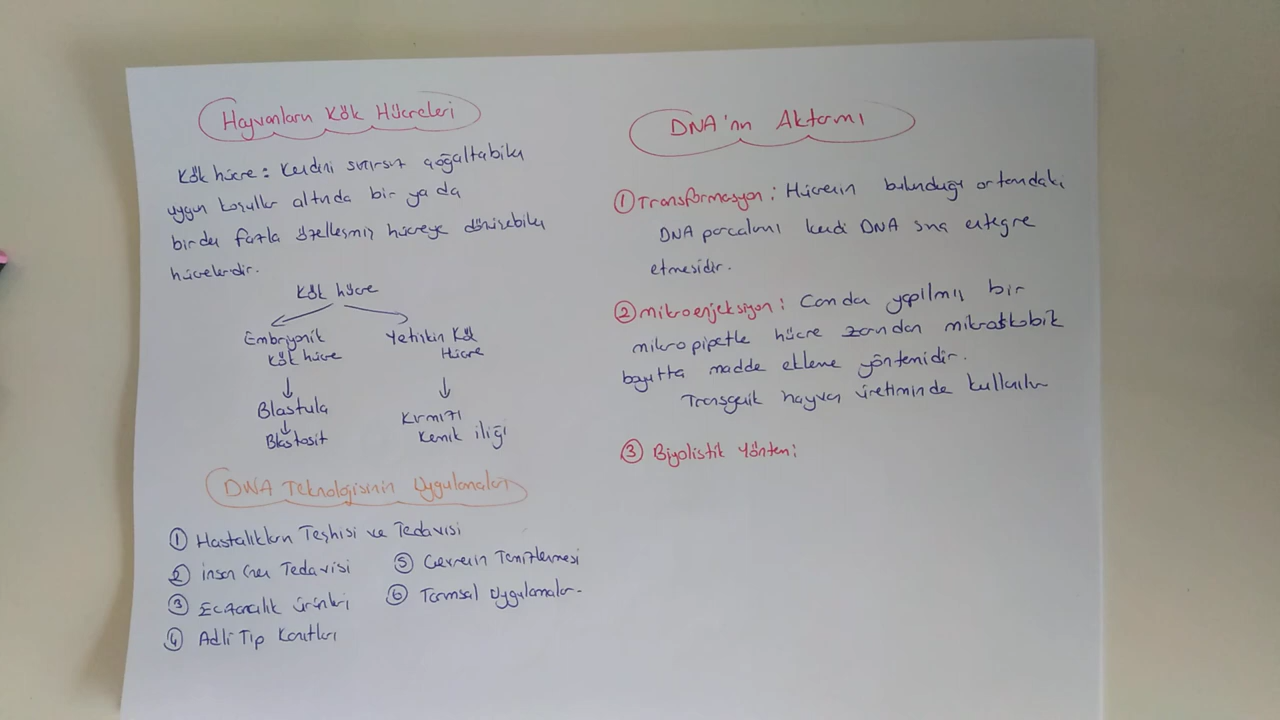 Hayvanların Kök Hücreleri
Kök hücre: Kendini sınırsız çoğaltabilen
uygun koşullar altında bir ya da
birden fazla özelleşmiş hücreye dönüşebilen
hücrelerdir.
Kök hücre
Embryonik Kök hücre
Yetişkin Kök Hücre
Blastula
Kırmızı
Blastosit
Kemik iliği
DNA Teknolojisinin Uygulamaları
① Hastalıkların Teşhisi ve Tedavisi
② insan Gen Tedavisi
③ Eczacılık ürünleri
④ Adli Tıp Kanıtları
⑤ Çevrenin Temizlenmesi
⑥ Tarımsal Uygulamalar.
DNA'nın Aktarımı
① Transformasyon: Hücrenin bulunduğu ortamdaki
DNA parçalarını kendi DNA sına entegre
etmesidir.
② mikroenjeksiyon: Camdan yapılmış bir
mikropipetle hücre zarından mikroskobik
boyutta madde ekleme yöntemidir.
Transgenik hayvan üretiminde kullanılır
③ Biyolistik Yöntem: